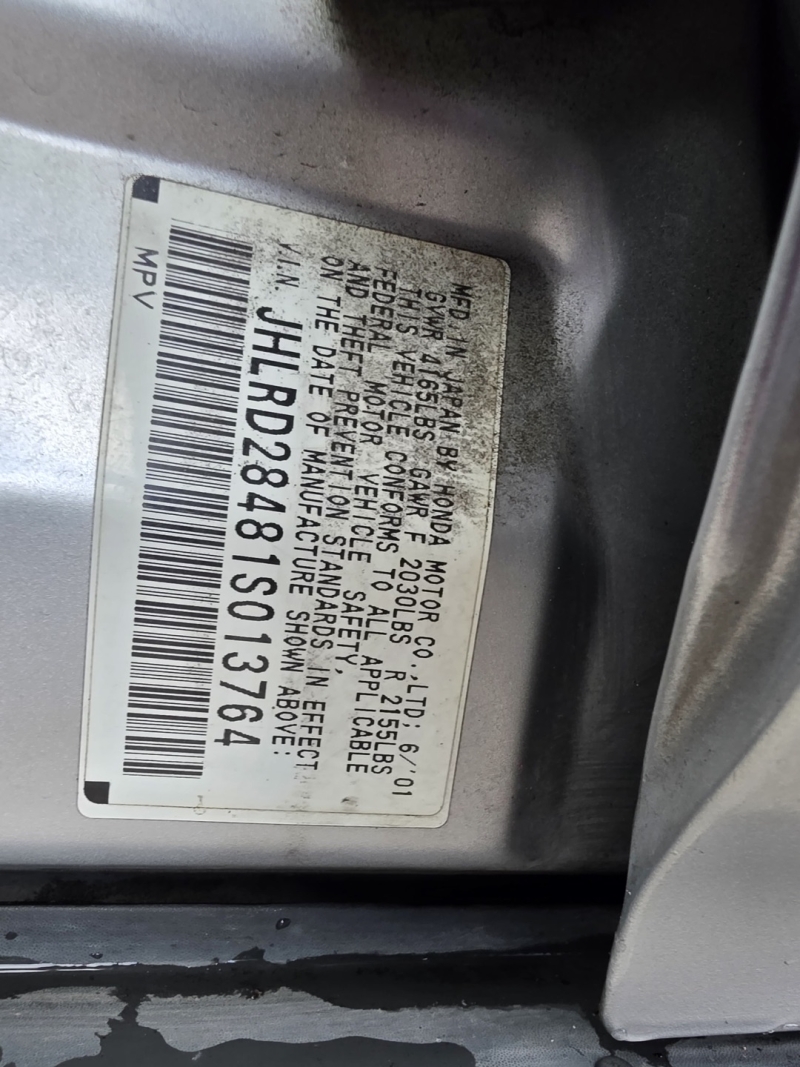 MFD. IN JAPAN BY HONDA MOTOR CO., LTD; 6/'01
GVWR 4165LBS GAWR F 2030LBS R 2155LBS
THIS VEHICLE CONFORMS TO ALL APPLICABLE
FEDERAL MOTOR VEHICLE SAFETY,
AND THEFT PREVENTION STANDARDS IN EFFECT
ON THE DATE OF MANUFACTURE SHOWN ABOVE:
V.I.N. JHLRD28481S013764
MPV